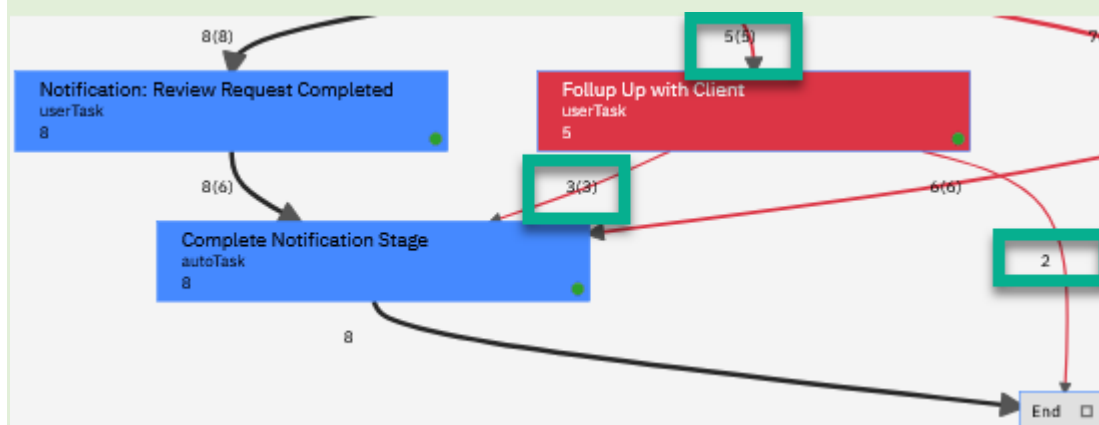 8(8)
5(5)
Notification: Review Request Completed
userTask
8
Follup Up with Client
userTask
5
8(6)
3(3)
6(6)
Complete Notification Stage
autoTask
8
2
8
End